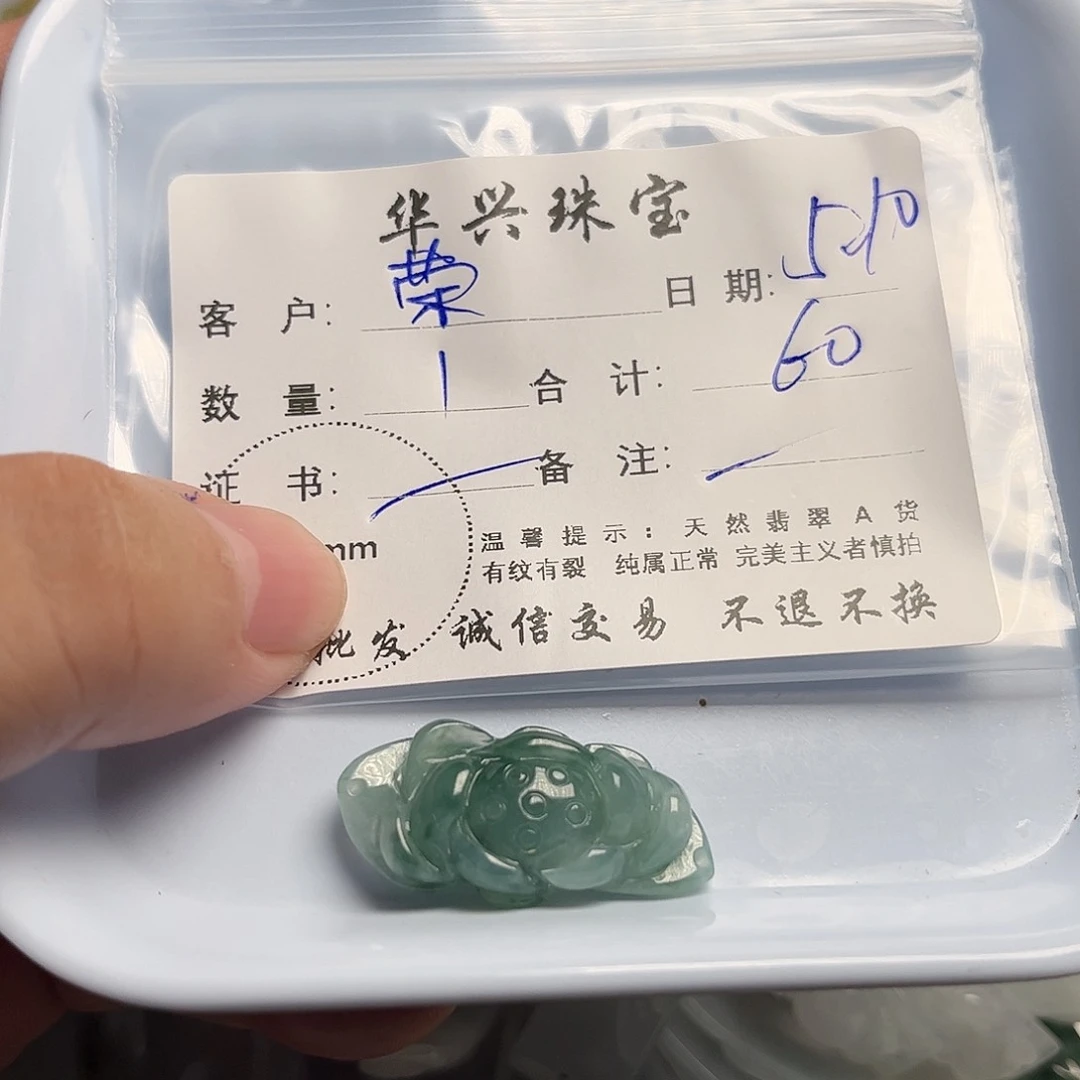 华兴珠宝
客 户: 荣 日 期: 5.10
数 量: 1 合 计: 60
证 书: 备 注:
mm 温馨提示:天然翡翠A货
有纹有裂 纯属正常 完美主义者慎拍
批发 诚信交易 不退不换